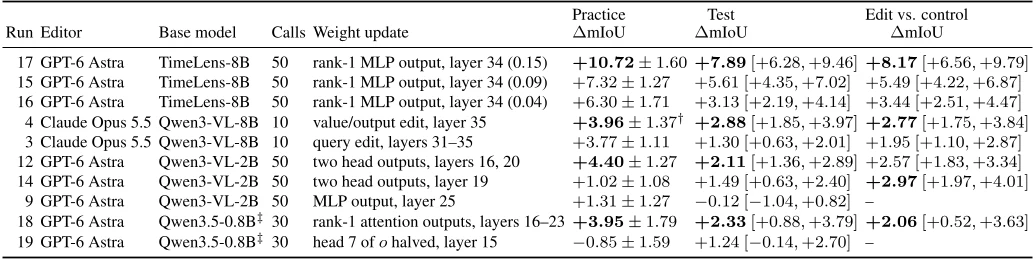 Practice Test Edit vs. control
Run Editor Base model Calls Weight update ΔmIoU ΔmIoU ΔmIoU
17 GPT-6 Astra TimeLens-8B 50 rank-1 MLP output, layer 34 (0.15) +10.72 ± 1.60 +7.89 [+6.28, +9.46] +8.17 [+6.56, +9.79]
15 GPT-6 Astra TimeLens-8B 50 rank-1 MLP output, layer 34 (0.09) +7.32 ± 1.27 +5.61 [+4.35, +7.02] +5.49 [+4.22, +6.87]
16 GPT-6 Astra TimeLens-8B 50 rank-1 MLP output, layer 34 (0.04) +6.30 ± 1.71 +3.13 [+2.19, +4.14] +3.44 [+2.51, +4.47]
4 Claude Opus 5.5 Qwen3-VL-8B 10 value/output edit, layer 35 +3.96 ± 1.37† +2.88 [+1.85, +3.97] +2.77 [+1.75, +3.84]
3 Claude Opus 5.5 Qwen3-VL-8B 10 query edit, layers 31–35 +3.77 ± 1.11 +1.30 [+0.63, +2.01] +1.95 [+1.10, +2.87]
12 GPT-6 Astra Qwen3-VL-2B 50 two head outputs, layers 16, 20 +4.40 ± 1.27 +2.11 [+1.36, +2.89] +2.57 [+1.83, +3.34]
14 GPT-6 Astra Qwen3-VL-2B 50 two head outputs, layer 19 +1.02 ± 1.08 +1.49 [+0.63, +2.40] +2.97 [+1.97, +4.01]
9 GPT-6 Astra Qwen3-VL-2B 50 MLP output, layer 25 +1.31 ± 1.27 −0.12 [−1.04, +0.82] –
18 GPT-6 Astra Qwen3.5-0.8B‡ 30 rank-1 attention outputs, layers 16–23 +3.95 ± 1.79 +2.33 [+0.88, +3.79] +2.06 [+0.52, +3.63]
19 GPT-6 Astra Qwen3.5-0.8B‡ 30 head 7 of o halved, layer 15 −0.85 ± 1.59 +1.24 [−0.14, +2.70] –